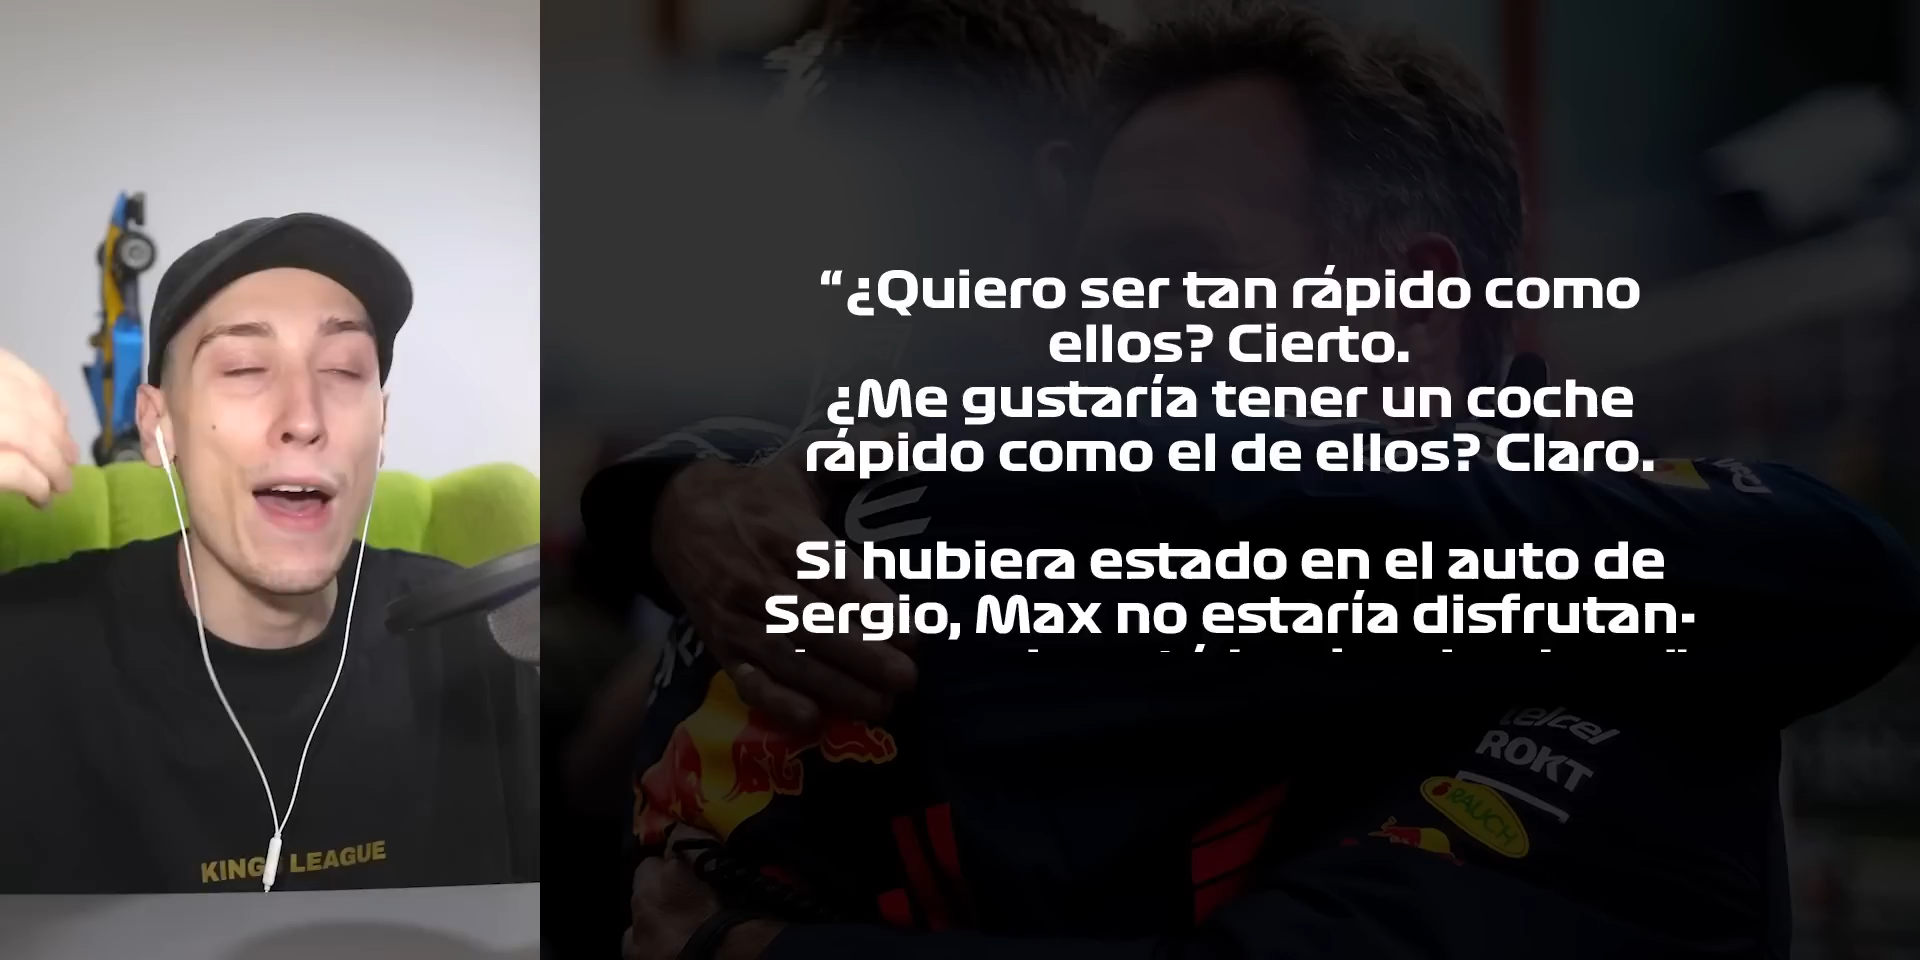 “¿Quiero ser tan rápido como
ellos? Cierto.
¿Me gustaría tener un coche
rápido como el de ellos? Claro.
Si hubiera estado en el auto de
Sergio, Max no estaría disfrutan-
telcel
ROKT
RAUCH
KINGS LEAGUE